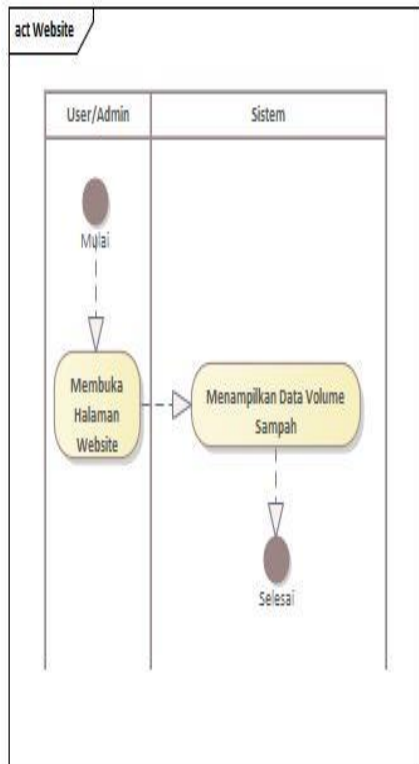 act Website
User/Admin
Sistem
Mulai
Membuka
Halaman
Website
Menampilkan Data Volume
Sampah
Selesai